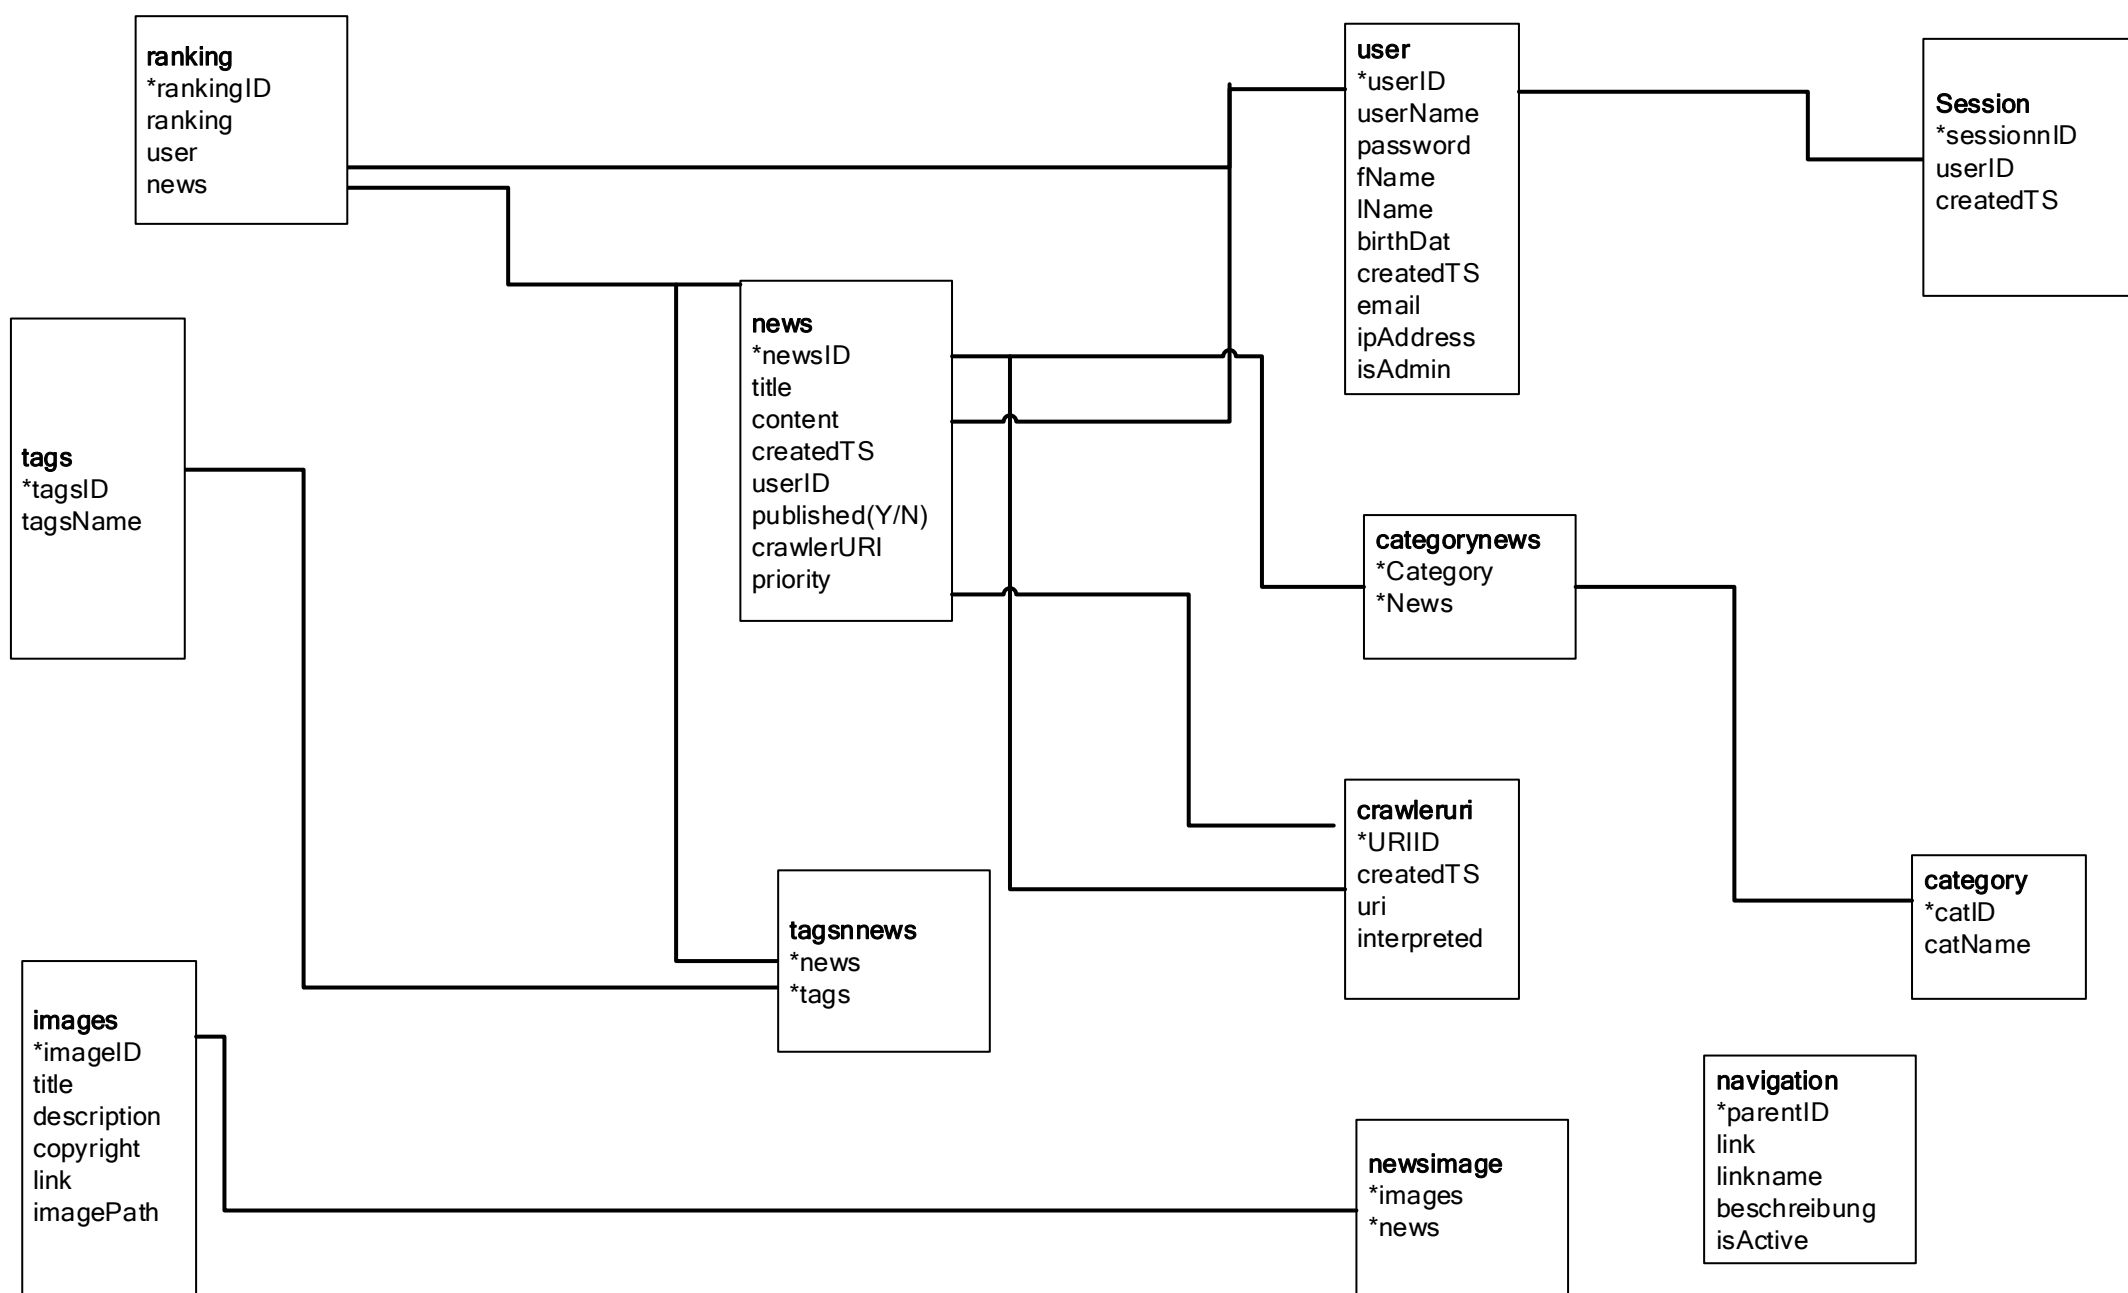 ranking
*rankingID
ranking
user
news
user
*userID
userName
password
fName
lName
birthDat
createdTS
email
ipAddress
isAdmin
Session
*sessionnID
userID
createdTS
news
*newsID
title
content
createdTS
userID
published(Y/N)
crawlerURI
priority
tags
*tagsID
tagsName
categorynews
*Category
*News
crawleruri
*URIID
createdTS
uri
interpreted
category
*catID
catName
tagsnnews
*news
*tags
images
*imageID
title
description
copyright
link
imagePath
newsimage
*images
*news
navigation
*parentID
link
linkname
beschreibung
isActive